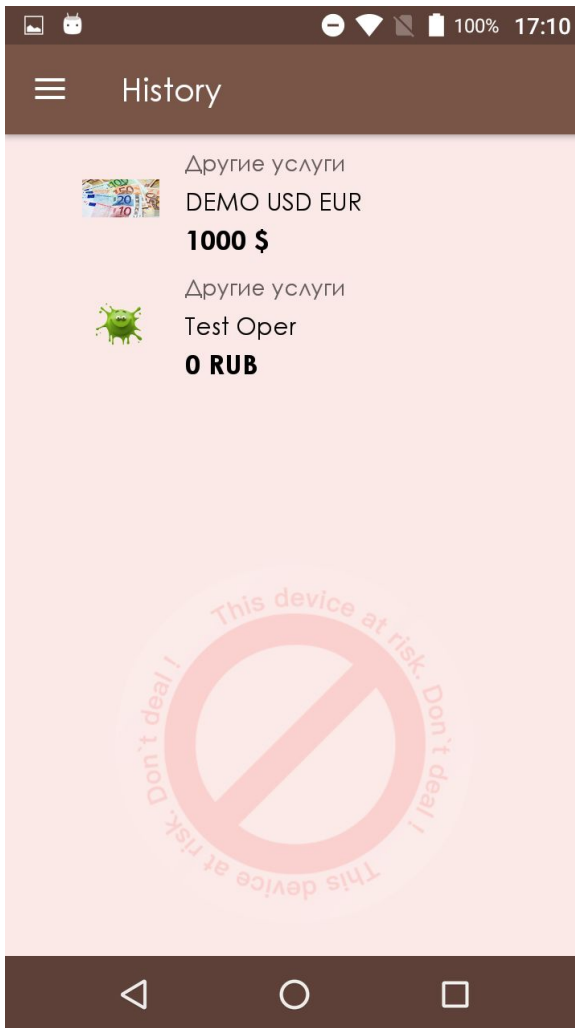 100% 17:10
History
Другие услуги
DEMO USD EUR
1000 $
Другие услуги
Test Oper
0 RUB
This device at risk. Don`t deal !
This device at risk. Don`t deal !